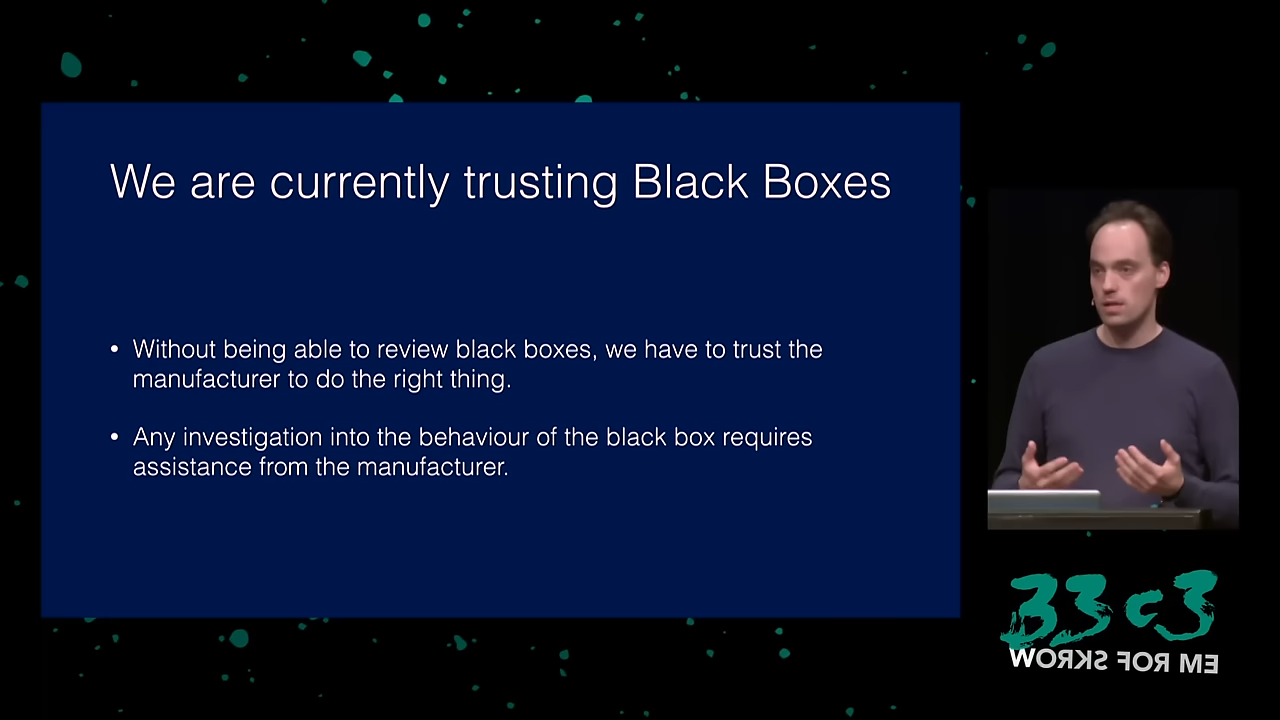 We are currently trusting Black Boxes
• Without being able to review black boxes, we have to trust the
manufacturer to do the right thing.
• Any investigation into the behaviour of the black box requires
assistance from the manufacturer.
33c3
WORKS FOR ME